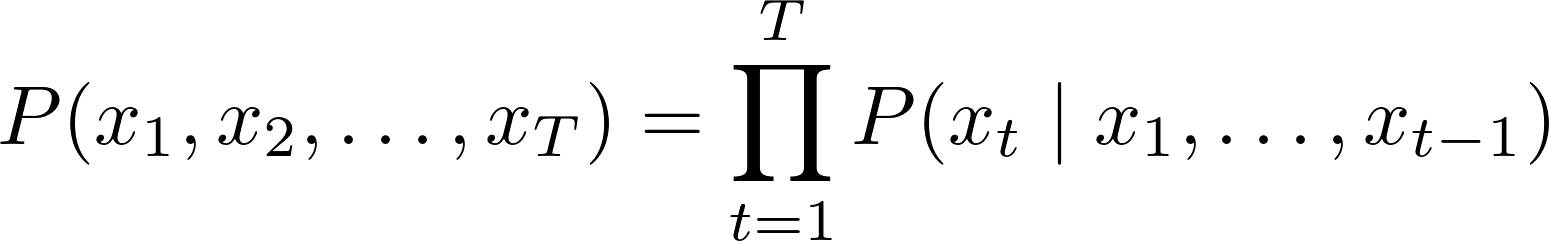 P(x_1, x_2, \ldots, x_T) = \prod_{t=1}^{T} P(x_t \mid x_1, \ldots, x_{t-1})